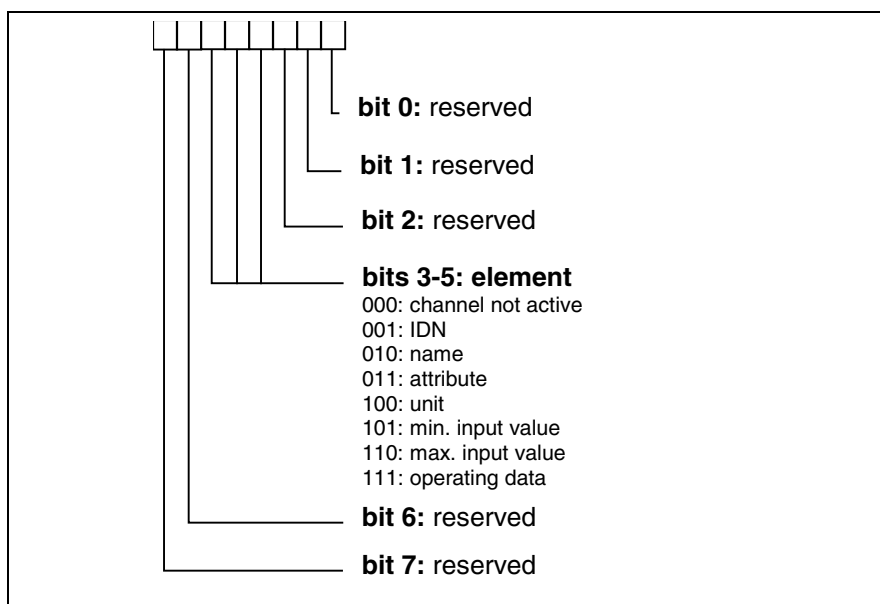 bit 0: reserved
bit 1: reserved
bit 2: reserved
bits 3-5: element
000: channel not active
001: IDN
010: name
011: attribute
100: unit
101: min. input value
110: max. input value
111: operating data
bit 6: reserved
bit 7: reserved